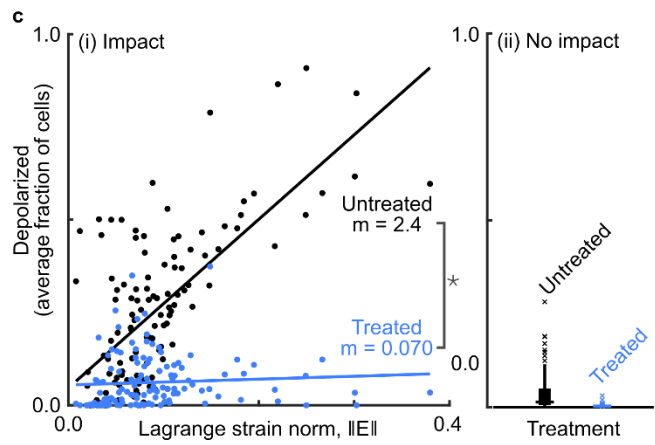 c
1.0
(i) Impact
Depolarized
(average fraction of cells)
Untreated
m = 2.4
*
Treated
m = 0.070
0.0
0.0
Lagrange strain norm, ‖E‖
0.4
1.0
(ii) No impact
Untreated
Treated
0.0
Treatment